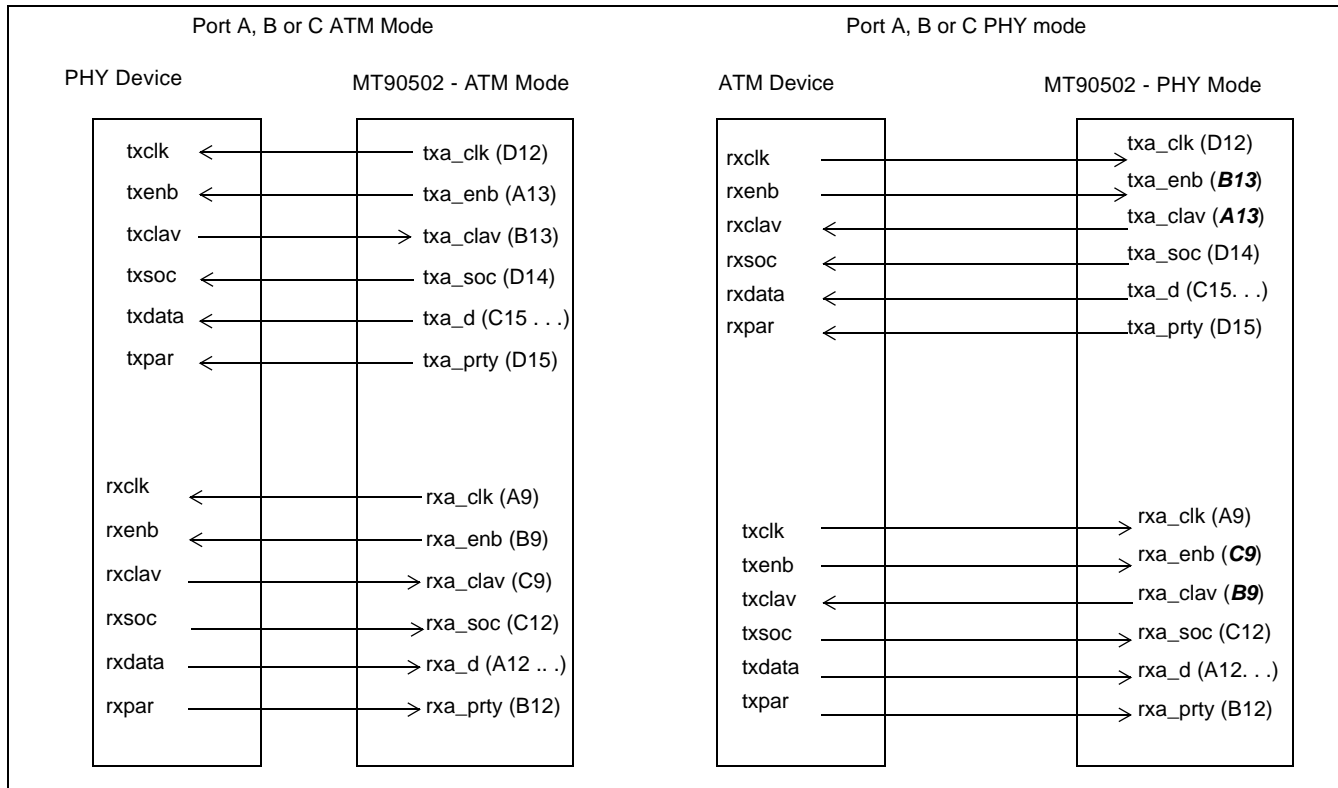 Port A, B or C ATM Mode
PHY Device
MT90502 - ATM Mode
txclk
txa_clk (D12)
txenb
txa_enb (A13)
txclav
txa_clav (B13)
txsoc
txa_soc (D14)
txdata
txa_d (C15 . . .)
txpar
txa_prty (D15)
rxclk
rxa_clk (A9)
rxenb
rxa_enb (B9)
rxclav
rxa_clav (C9)
rxsoc
rxa_soc (C12)
rxdata
rxa_d (A12 .. .)
rxpar
rxa_prty (B12)
Port A, B or C PHY mode
ATM Device
MT90502 - PHY Mode
rxclk
txa_clk (D12)
rxenb
txa_enb (B13)
rxclav
txa_clav (A13)
rxsoc
txa_soc (D14)
rxdata
txa_d (C15. . .)
rxpar
txa_prty (D15)
txclk
rxa_clk (A9)
txenb
rxa_enb (C9)
txclav
rxa_clav (B9)
txsoc
rxa_soc (C12)
txdata
rxa_d (A12. . .)
txpar
rxa_prty (B12)